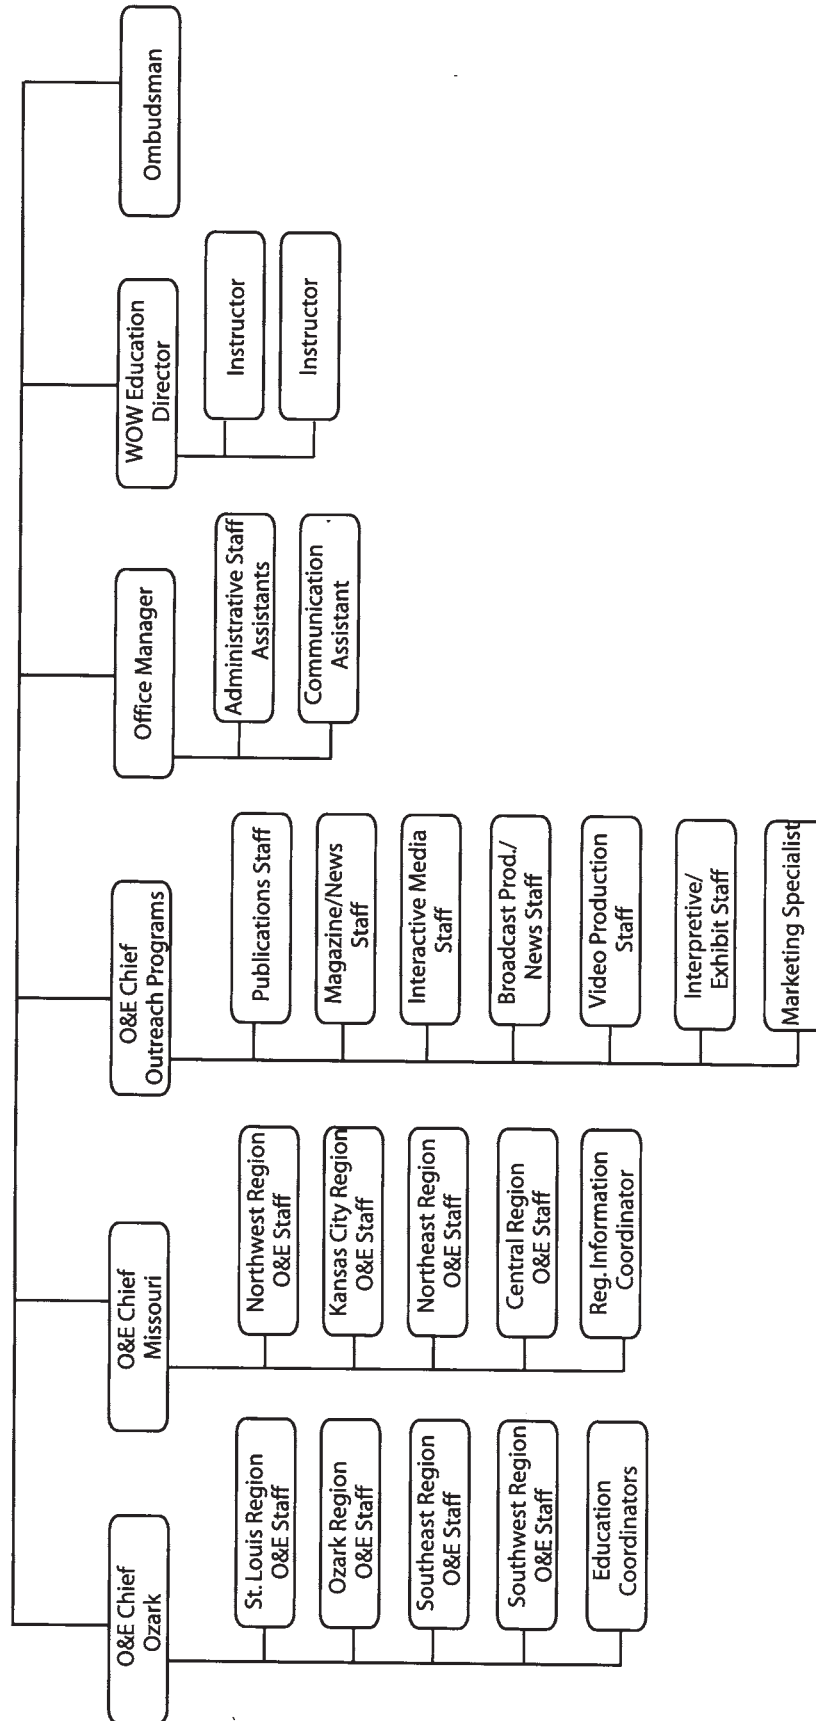 O&E Chief
Ozark
St. Louis Region
O&E Staff
Ozark Region
O&E Staff
Southeast Region
O&E Staff
Southwest Region
O&E Staff
Education
Coordinators
O&E Chief
Missouri
Northwest Region
O&E Staff
Kansas City Region
O&E Staff
Northeast Region
O&E Staff
Central Region
O&E Staff
Reg. Information
Coordinator
O&E Chief
Outreach Programs
Publications Staff
Magazine/News
Staff
Interactive Media
Staff
Broadcast Prod./
News Staff
Video Production
Staff
Interpretive/
Exhibit Staff
Marketing Specialist
Office Manager
Administrative Staff
Assistants
Communication
Assistant
WOW Education
Director
Instructor
Instructor
Ombudsman